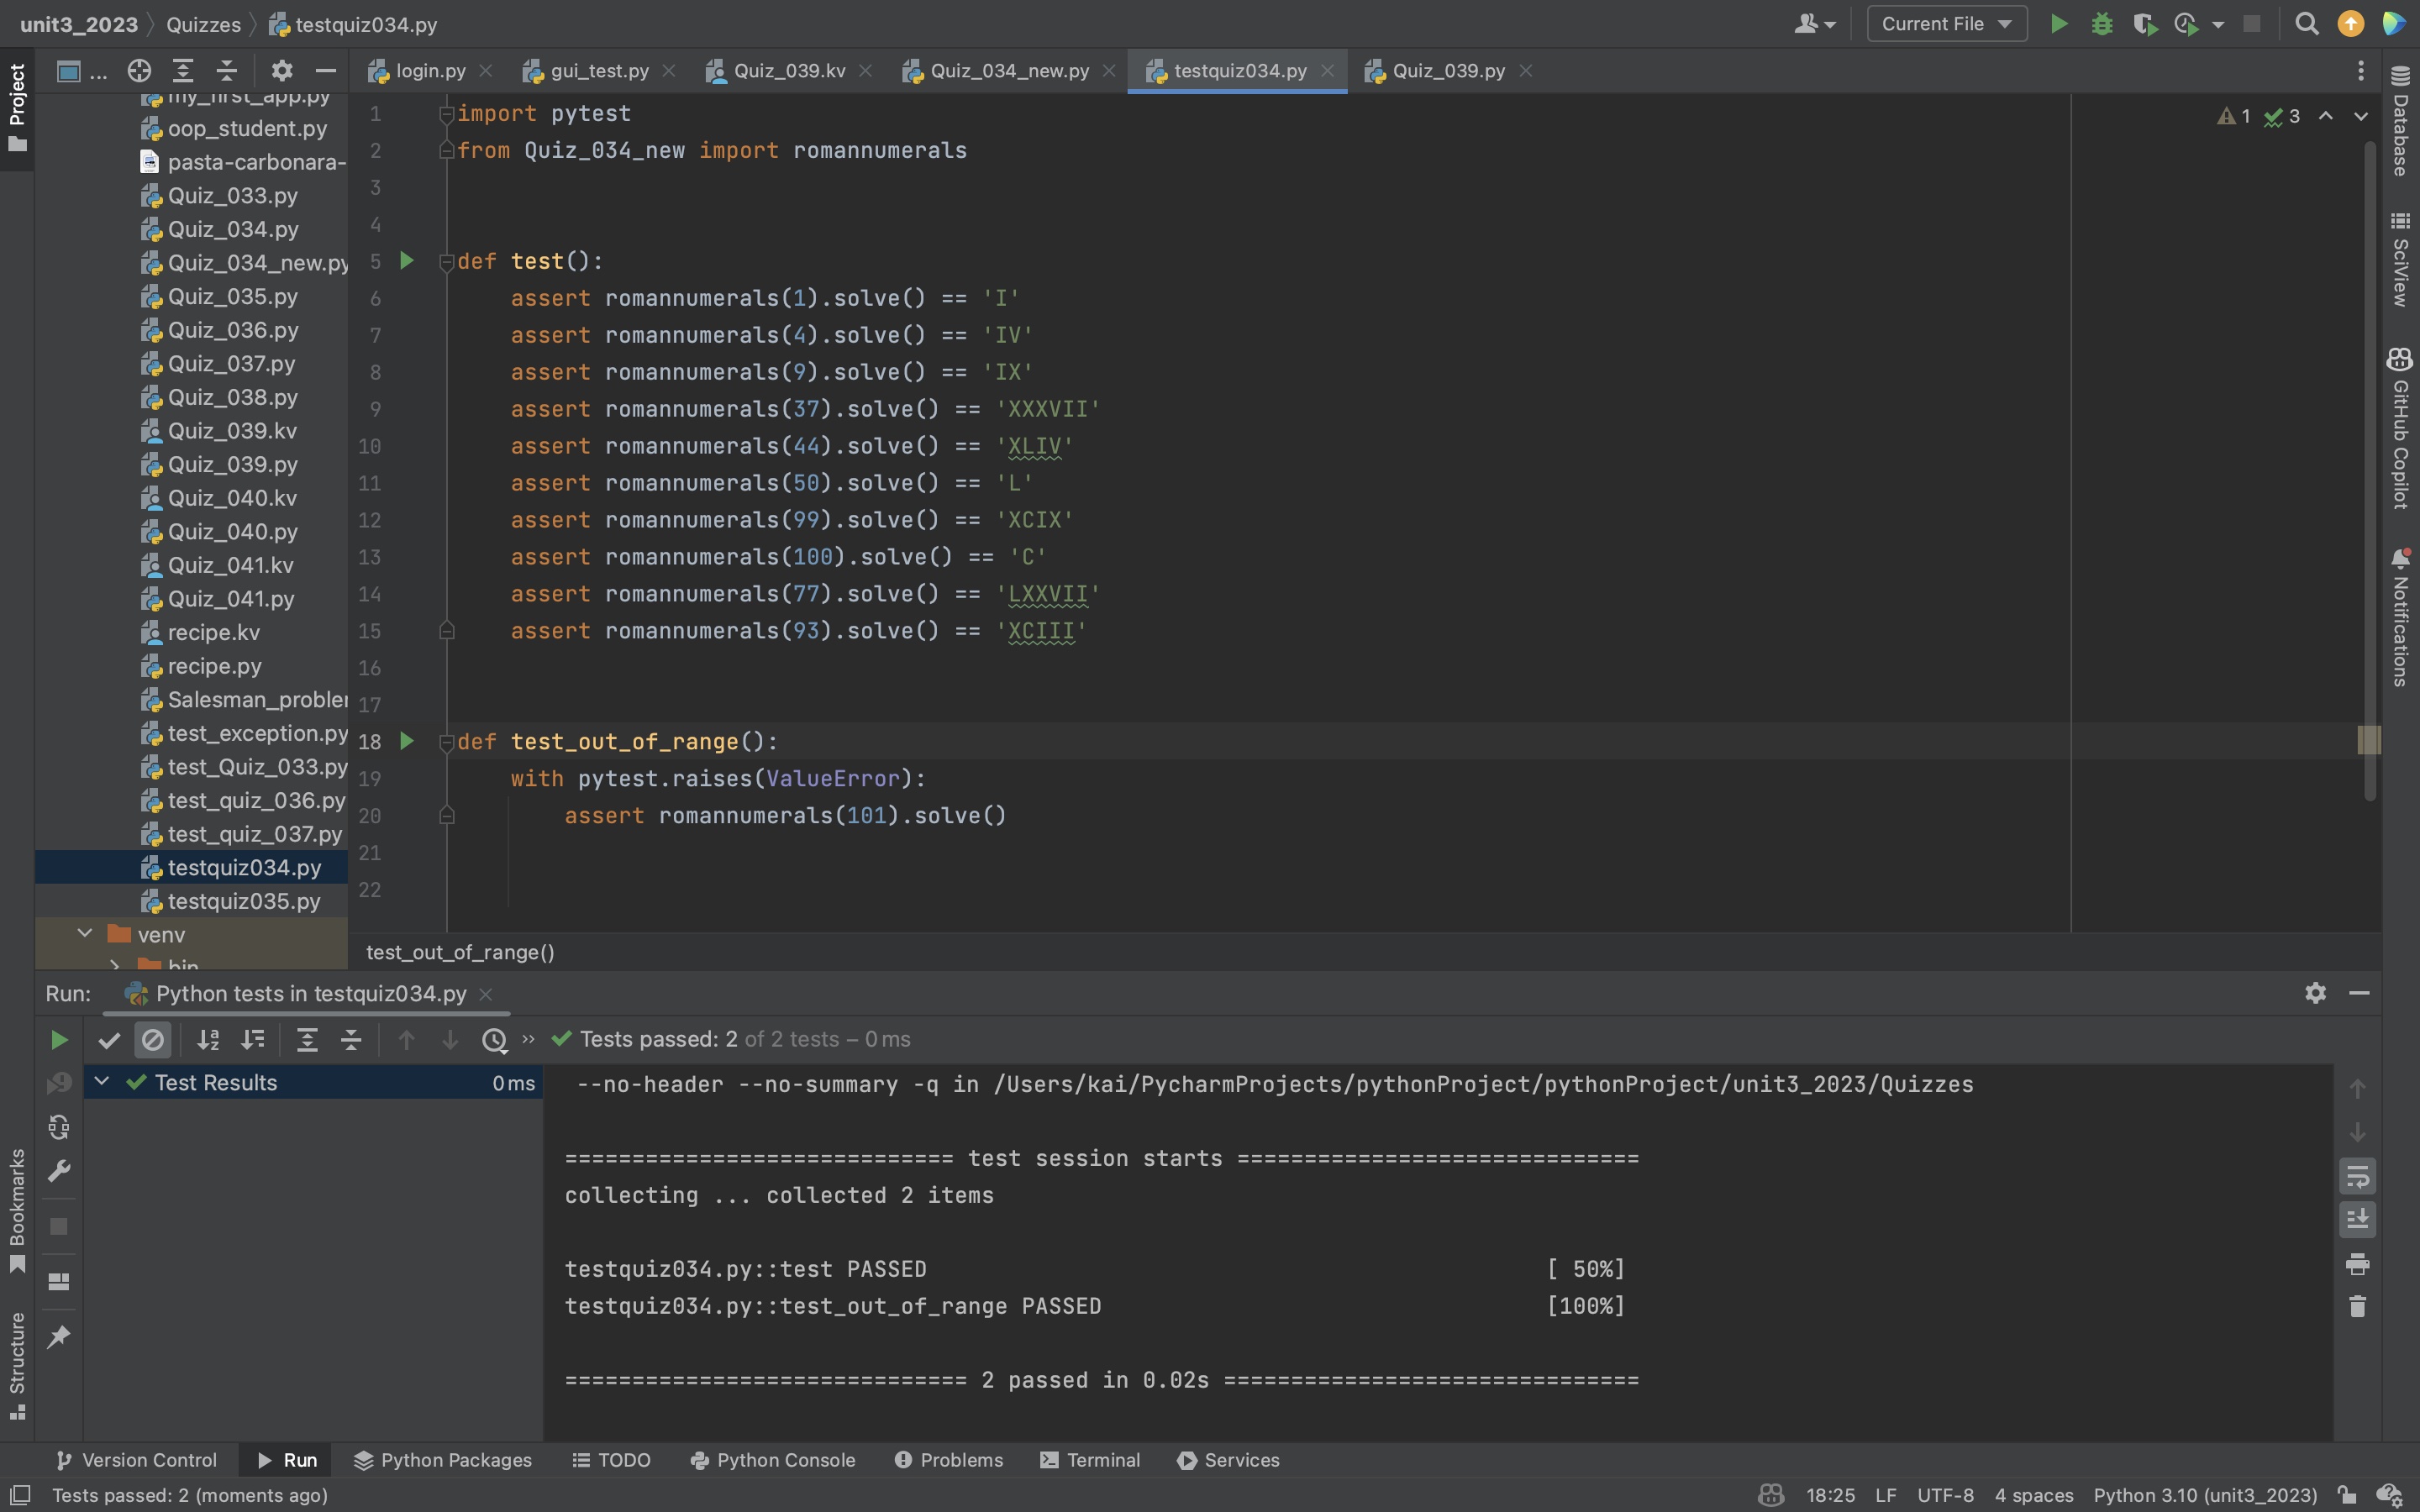 unit3_2023 Quizzes testquiz034.py Current File
login.py gui_test.py Quiz_039.kv Quiz_034_new.py testquiz034.py Quiz_039.py
Project
...
my_first_app.py
oop_student.py
pasta-carbonara-
Quiz_033.py
Quiz_034.py
Quiz_034_new.py
Quiz_035.py
Quiz_036.py
Quiz_037.py
Quiz_038.py
Quiz_039.kv
Quiz_039.py
Quiz_040.kv
Quiz_040.py
Quiz_041.kv
Quiz_041.py
recipe.kv
recipe.py
Salesman_probler
test_exception.py
test_Quiz_033.py
test_quiz_036.py
test_quiz_037.py
testquiz034.py
testquiz035.py
venv
bin
1 import pytest
2 from Quiz_034_new import romannumerals
3
4
5 def test():
6 assert romannumerals(1).solve() == 'I'
7 assert romannumerals(4).solve() == 'IV'
8 assert romannumerals(9).solve() == 'IX'
9 assert romannumerals(37).solve() == 'XXXVII'
10 assert romannumerals(44).solve() == 'XLIV'
11 assert romannumerals(50).solve() == 'L'
12 assert romannumerals(99).solve() == 'XCIX'
13 assert romannumerals(100).solve() == 'C'
14 assert romannumerals(77).solve() == 'LXXVII'
15 assert romannumerals(93).solve() == 'XCIII'
16
17
18 def test_out_of_range():
19 with pytest.raises(ValueError):
20 assert romannumerals(101).solve()
21
22
1 3
Database
SciView
GitHub Copilot
Notifications
test_out_of_range()
Run: Python tests in testquiz034.py
Tests passed: 2 of 2 tests – 0 ms
Test Results 0 ms
--no-header --no-summary -q in /Users/kai/PycharmProjects/pythonProject/pythonProject/unit3_2023/Quizzes
============================= test session starts ==============================
collecting ... collected 2 items
testquiz034.py::test PASSED [ 50%]
testquiz034.py::test_out_of_range PASSED [100%]
============================== 2 passed in 0.02s ===============================
Bookmarks
Structure
Version Control Run Python Packages TODO Python Console Problems Terminal Services
Tests passed: 2 (moments ago) 18:25 LF UTF-8 4 spaces Python 3.10 (unit3_2023)